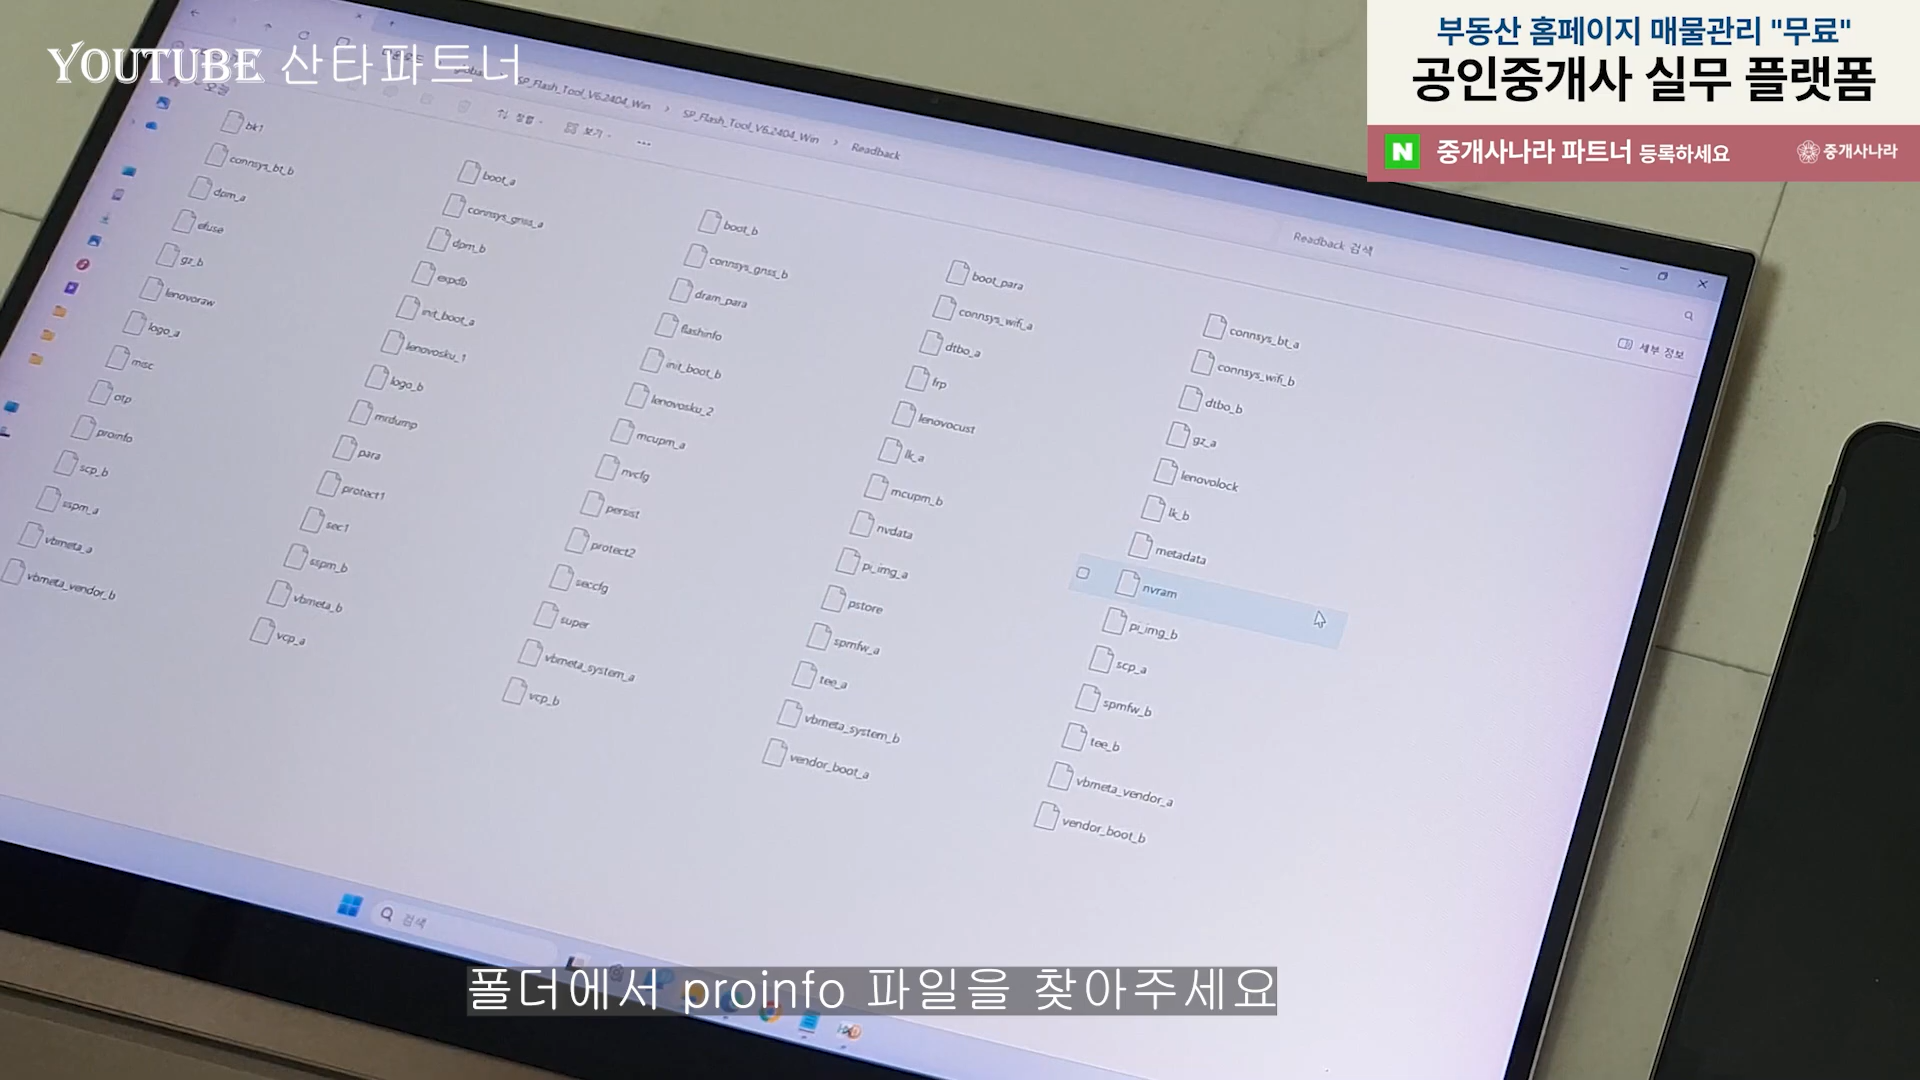 YOUTUBE 산타파트너
부동산 홈페이지 매물관리 "무료"
공인중개사 실무 플랫폼
N 중개사나라 파트너 등록하세요 중개사나라
SP_Flash_Tool_V6.2404_Win > SP_Flash_Tool_V6.2404_Win > Readback
Readback 검색
정렬 보기 ...
세부 정보
오늘
bk1
boot_a
boot_b
boot_para
connsys_bt_a
connsys_bt_b
connsys_gnss_a
connsys_gnss_b
connsys_wifi_a
connsys_wifi_b
dpm_a
dpm_b
dram_para
dtbo_a
dtbo_b
efuse
expdb
flashinfo
frp
gz_a
gz_b
init_boot_a
init_boot_b
lenovocust
lenovolock
lenovoraw
lenovosku_1
lenovosku_2
lk_a
lk_b
logo_a
logo_b
mcupm_a
mcupm_b
metadata
misc
mrdump
nvcfg
nvdata
nvram
otp
para
persist
pi_img_a
pi_img_b
proinfo
protect1
protect2
pstore
scp_a
scp_b
sec1
seccfg
spmfw_a
spmfw_b
sspm_a
sspm_b
super
tee_a
tee_b
vbmeta_a
vbmeta_b
vbmeta_system_a
vbmeta_system_b
vbmeta_vendor_a
vbmeta_vendor_b
vcp_a
vcp_b
vendor_boot_a
vendor_boot_b
검색
폴더에서 proinfo 파일을 찾아주세요